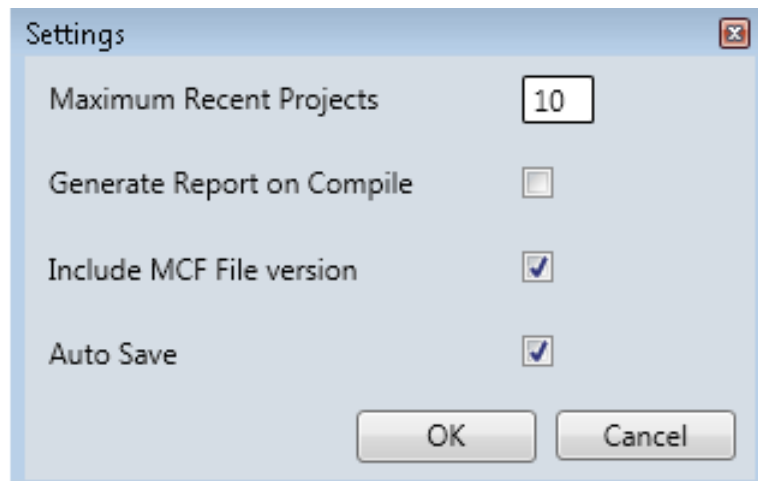 Settings
Maximum Recent Projects 10
Generate Report on Compile
Include MCF File version
Auto Save
OK Cancel